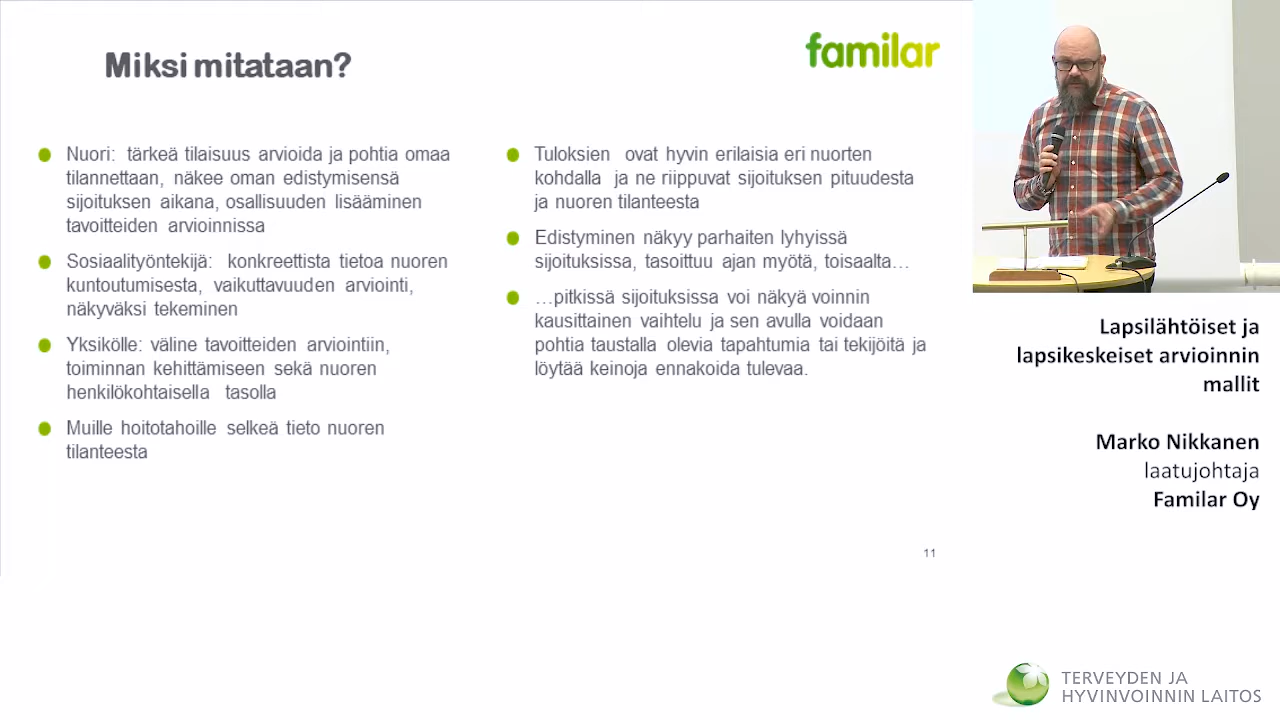 Miksi mitataan?
familar
Nuori: tärkeä tilaisuus arvioida ja pohtia omaa
tilannettaan, näkee oman edistymisensä
sijoituksen aikana, osallisuuden lisääminen
tavoitteiden arvioinnissa
Sosiaalityöntekijä: konkreettista tietoa nuoren
kuntoutumisesta, vaikuttavuuden arviointi,
näkyväksi tekeminen
Yksikölle: väline tavoitteiden arviointiin,
toiminnan kehittämiseen sekä nuoren
henkilökohtaisella tasolla
Muille hoitotahoille selkeä tieto nuoren
tilanteesta
Tuloksien ovat hyvin erilaisia eri nuorten
kohdalla ja ne riippuvat sijoituksen pituudesta
ja nuoren tilanteesta
Edistyminen näkyy parhaiten lyhyissä
sijoituksissa, tasoittuu ajan myötä, toisaalta…
…pitkissä sijoituksissa voi näkyä voinnin
kausittainen vaihtelu ja sen avulla voidaan
pohtia taustalla olevia tapahtumia tai tekijöitä ja
löytää keinoja ennakoida tulevaa.
11
Lapsilähtöiset ja
lapsikeskeiset arvioinnin
mallit
Marko Nikkanen
laatujohtaja
Familar Oy
TERVEYDEN JA
HYVINVOINNIN LAITOS